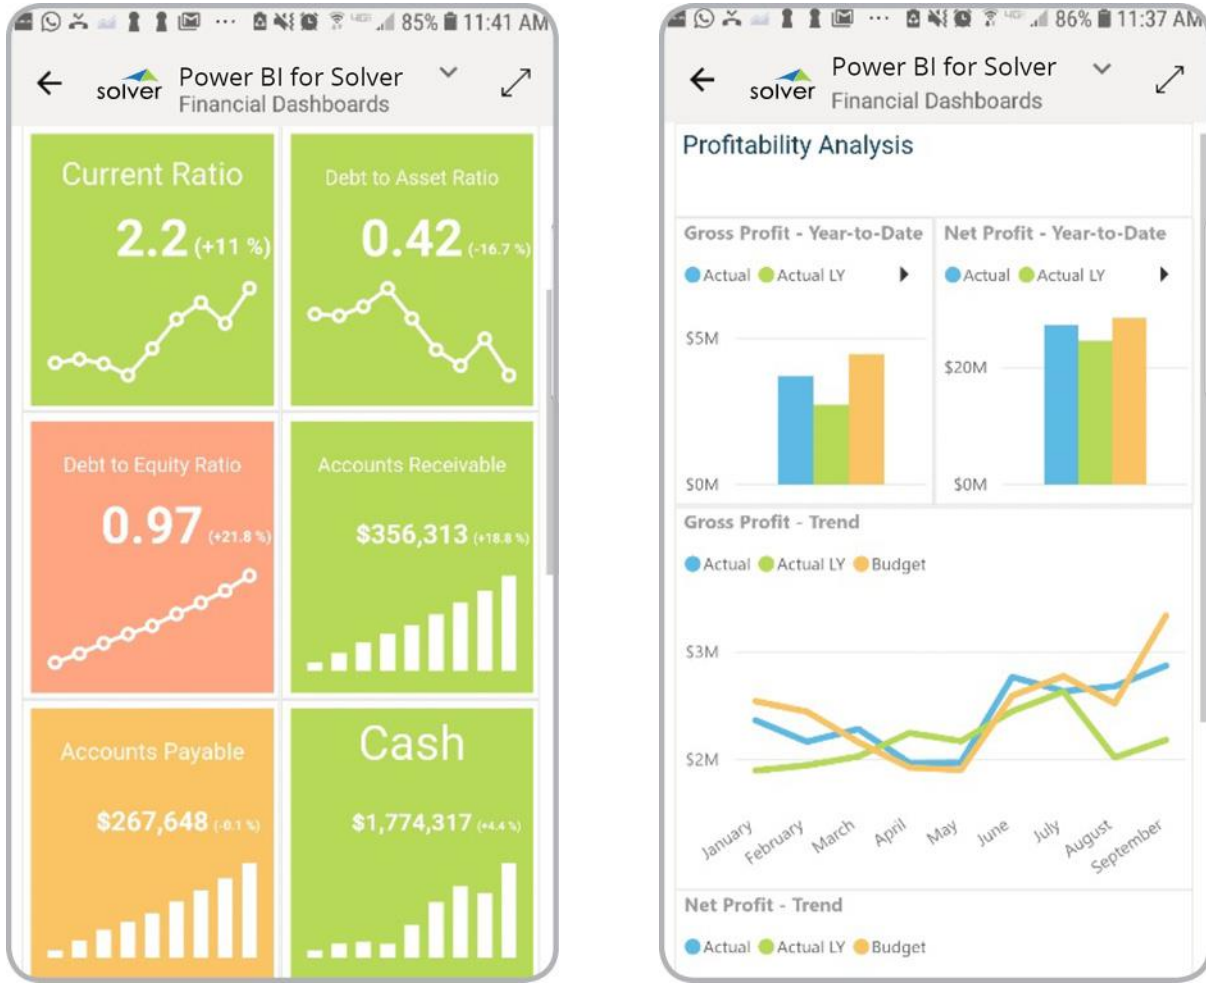 85% 11:41 AM
solver Power BI for Solver
Financial Dashboards
Current Ratio
2.2 (+11 %)
Debt to Asset Ratio
0.42 (-16.7 %)
Debt to Equity Ratio
0.97 (+21.8 %)
Accounts Receivable
$356,313 (+18.8 %)
Accounts Payable
$267,648 (-0.1 %)
Cash
$1,774,317 (+4.4 %)
86% 11:37 AM
solver Power BI for Solver
Financial Dashboards
Profitability Analysis
Gross Profit - Year-to-Date
Actual Actual LY
$5M
$0M
Net Profit - Year-to-Date
Actual Actual LY
$20M
$0M
Gross Profit - Trend
Actual Actual LY Budget
$3M
$2M
January February March April May June July August September
Net Profit - Trend
Actual Actual LY Budget